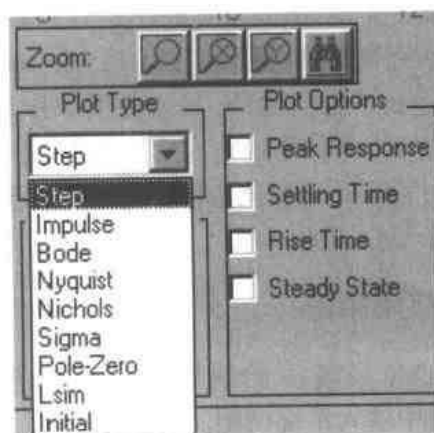 Zoom:
Plot Type
Step
Step
Impulse
Bode
Nyquist
Nichols
Sigma
Pole-Zero
Lsim
Initial
Plot Options
Peak Response
Settling Time
Rise Time
Steady State